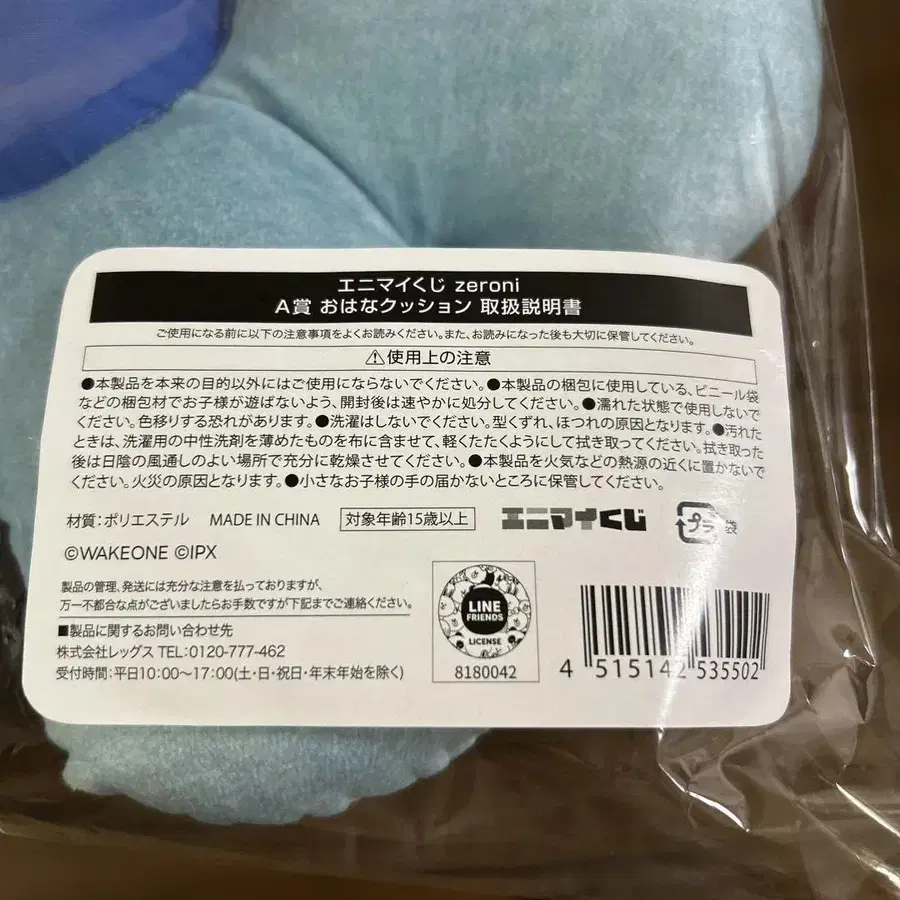 エニマイくじ zeroni
A賞 おはなクッション 取扱説明書
ご使用になる前に以下の注意事項をよくお読みください。また、お読みになった後も大切に保管してください。
⚠使用上の注意
●本製品を本来の目的以外にはご使用にならないでください。●本製品の梱包に使用している、ビニール袋
などの梱包材でお子様が遊ばないよう、開封後は速やかに処分してください。●濡れた状態で使用しないで
ください。色移りする恐れがあります。●洗濯はしないでください。型くずれ、ほつれの原因となります。●汚れた
ときは、洗濯用の中性洗剤を薄めたものを布に含ませて、軽くたたくようにして拭き取ってください。拭き取った
後は日陰の風通しのよい場所で充分に乾燥させてください。●本製品を火気などの熱源の近くに置かないで
ください。火災の原因となります。●小さなお子様の手の届かないところに保管してください。
材質:ポリエステル MADE IN CHINA 対象年齢15歳以上 エニマイくじ プラ 袋
©WAKEONE ©IPX
製品の管理、発送には充分な注意を払っておりますが、
万一不都合な点がございましたらお手数ですが下記までご連絡ください。
■製品に関するお問い合わせ先
株式会社レッグス TEL:0120-777-462
受付時間:平日10:00〜17:00(土・日・祝日・年末年始を除く)
LINE
FRIENDS
LICENSE
8180042
4 515142 535502